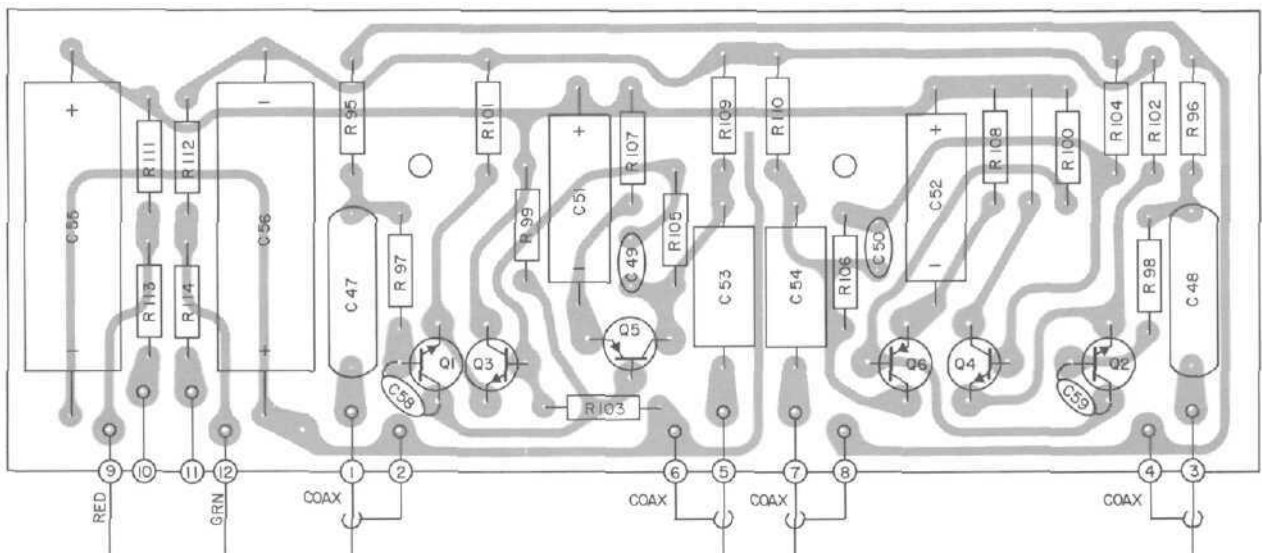 + − R95 R101 R109 R110 R104 R102 R96
R111 R112 + R107 + R108 R100
C55 C56 R99 C51 R105 C52
C47 R97 C49 C53 C54 R106 C50 R98 C48
R113 R114 − −
− + Q1 Q3 Q5 Q6 Q4 Q2
C58 R103 C59
9 10 11 12 1 2 6 5 7 8 4 3
RED GRN COAX COAX COAX COAX